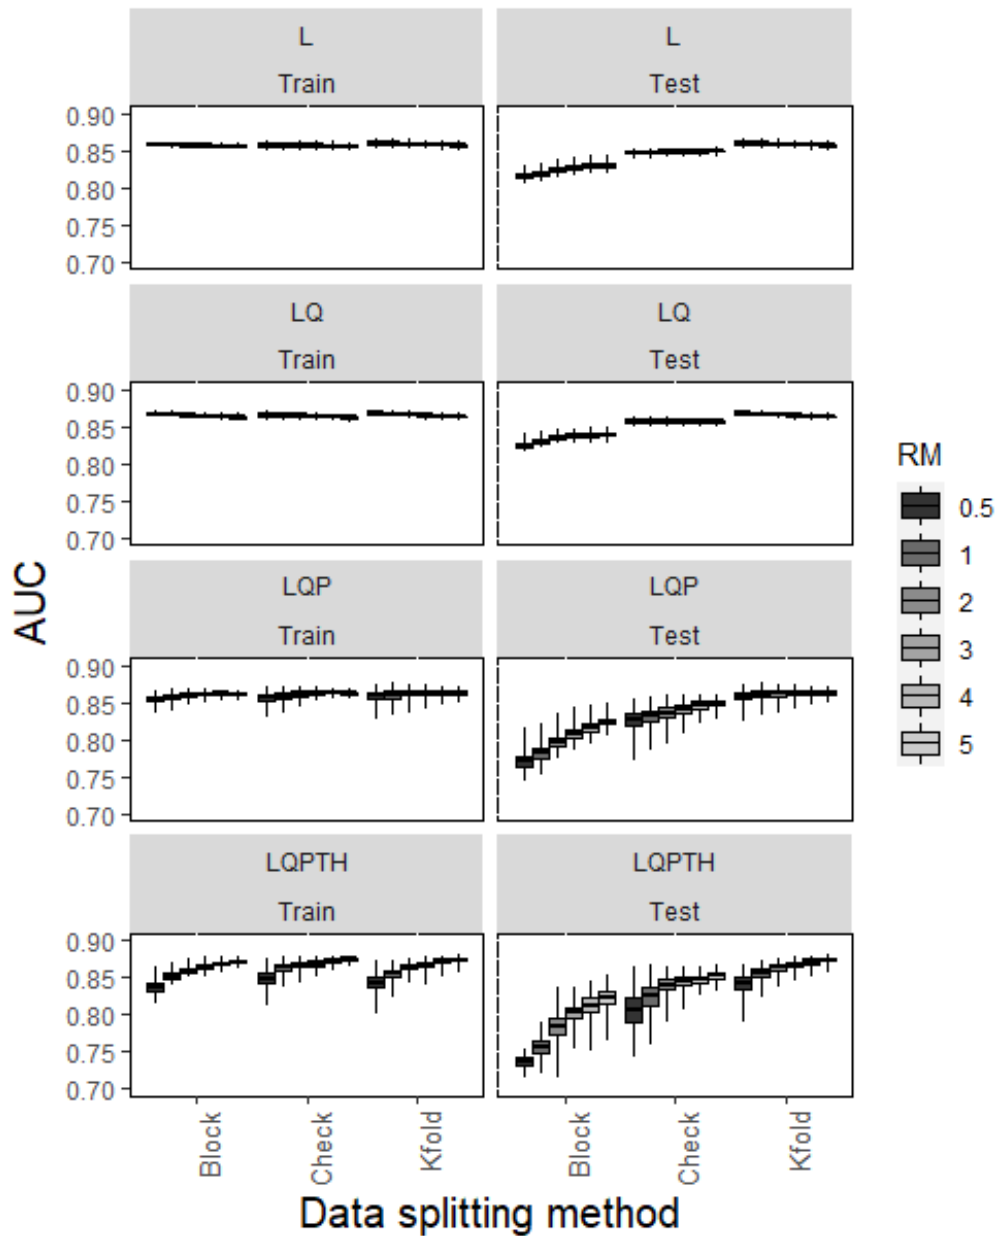 L
Train
L
Test
0.90
0.85
0.80
0.75
0.70
LQ
Train
LQ
Test
0.90
0.85
0.80
0.75
0.70
LQP
Train
LQP
Test
0.90
0.85
0.80
0.75
0.70
LQPTH
Train
LQPTH
Test
0.90
0.85
0.80
0.75
0.70
AUC
Block
Check
Kfold
Block
Check
Kfold
Data splitting method
RM
0.5
1
2
3
4
5